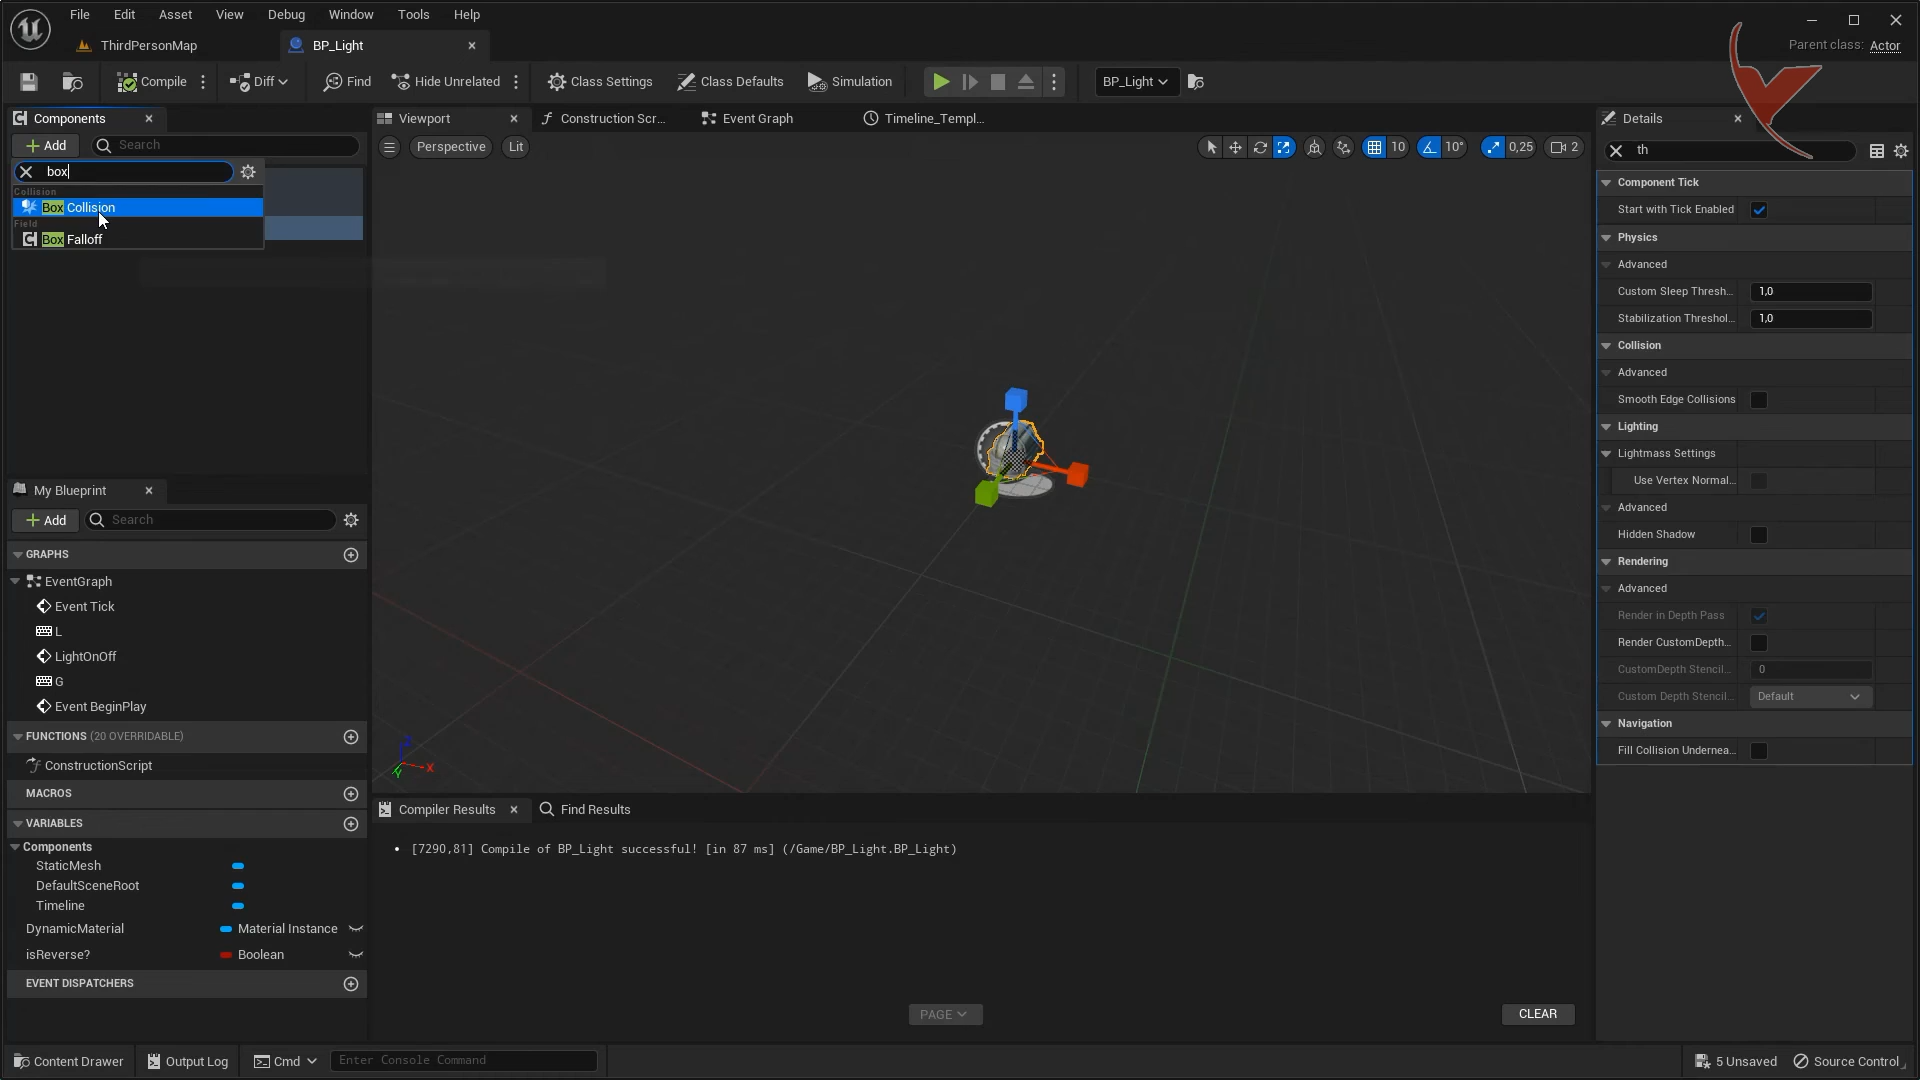 File Edit Asset View Debug Window Tools Help
ThirdPersonMap
BP_Light
Parent class: Actor
Compile
Diff
Find
Hide Unrelated
Class Settings
Class Defaults
Simulation
BP_Light
Components
Add
Search
box
Collision
Box Collision
Field
Box Falloff
My Blueprint
Add
Search
GRAPHS
EventGraph
Event Tick
L
LightOnOff
G
Event BeginPlay
FUNCTIONS (20 OVERRIDABLE)
ConstructionScript
MACROS
VARIABLES
Components
StaticMesh
DefaultSceneRoot
Timeline
DynamicMaterial Material Instance
isReverse? Boolean
EVENT DISPATCHERS
Viewport
Construction Scr...
Event Graph
Timeline_Templ...
Perspective
Lit
10
10°
0,25
2
Z
X
Y
Compiler Results
Find Results
• [7290,81] Compile of BP_Light successful! [in 87 ms] (/Game/BP_Light.BP_Light)
PAGE
CLEAR
Details
th
Component Tick
Start with Tick Enabled
Physics
Advanced
Custom Sleep Thresh... 1,0
Stabilization Threshol... 1,0
Collision
Advanced
Smooth Edge Collisions
Lighting
Lightmass Settings
Use Vertex Normal...
Advanced
Hidden Shadow
Rendering
Advanced
Render in Depth Pass
Render CustomDepth...
CustomDepth Stencil... 0
Custom Depth Stencil... Default
Navigation
Fill Collision Undernea...
Content Drawer
Output Log
Cmd
Enter Console Command
5 Unsaved
Source Control